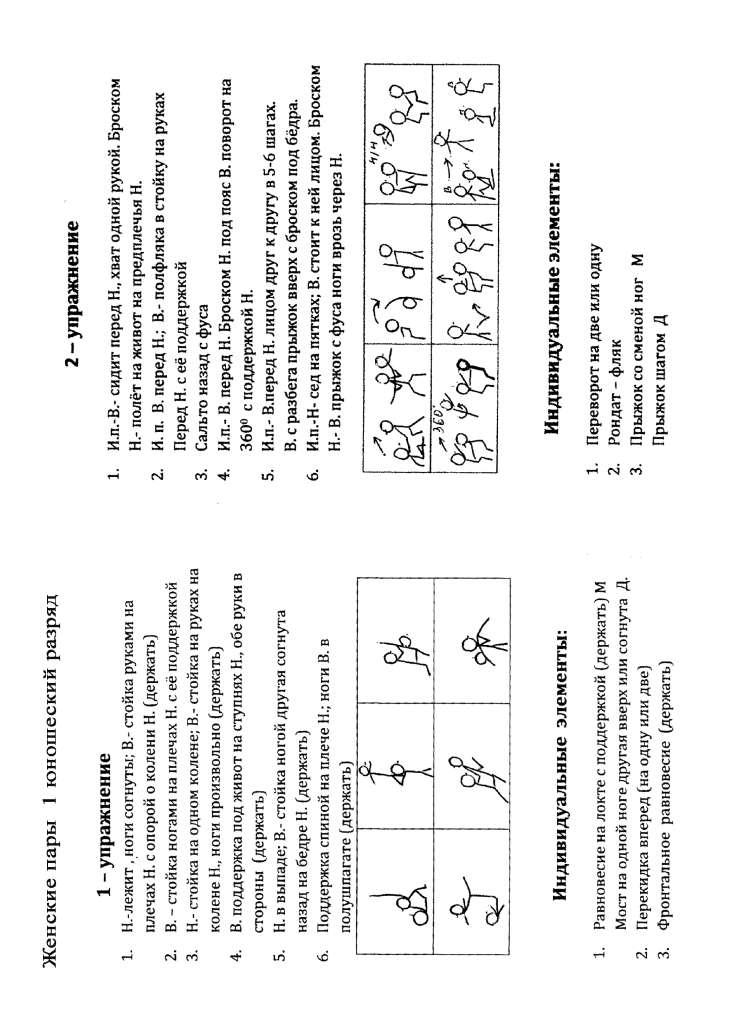 Женские пары 1 юношеский разряд
1 – упражнение
1. Н.-лежит ,ноги согнуты; В.- стойка руками на
плечах Н. с опорой о колени Н. (держать)
2. В. – стойка ногами на плечах Н. с её поддержкой
3. Н.- стойка на одном колене; В.- стойка на руках на
колене Н., ноги произвольно (держать)
4. В. поддержка под живот на ступнях Н., обе руки в
стороны (держать)
5. Н. в выпаде; В.- стойка ногой другая согнута
назад на бедре Н. (держать)
6. Поддержка спиной на плече Н.; ноги В. в
полушпагате (держать)
Индивидуальные элементы:
1. Равновесие на локте с поддержкой (держать) М
Мост на одной ноге другая вверх или согнута Д.
2. Перекидка вперед (на одну или две)
3. Фронтальное равновесие (держать)
2 – упражнение
1. И.п.-В.- сидит перед Н., хват одной рукой. Броском
Н.- полёт на живот на предплечья Н.
2. И. п. В. перед Н.; В.- полфляка в стойку на руках
Перед Н. с её поддержкой
3. Сальто назад с фуса
4. И.п.- В. перед Н. Броском Н. под пояс В. поворот на
360⁰ с поддержкой Н.
5. И.п.- В.перед Н. лицом друг к другу в 5-6 шагах.
В. с разбега прыжок вверх с броском под бёдра.
6. И.п.-Н- сед на пятках; В. стоит к ней лицом. Броском
Н.- В. прыжок с фуса ноги врозь через Н.
360°
В
Индивидуальные элементы:
1. Переворот на две или одну
2. Рондат – фляк
3. Прыжок со сменой ног М
Прыжок шагом Д